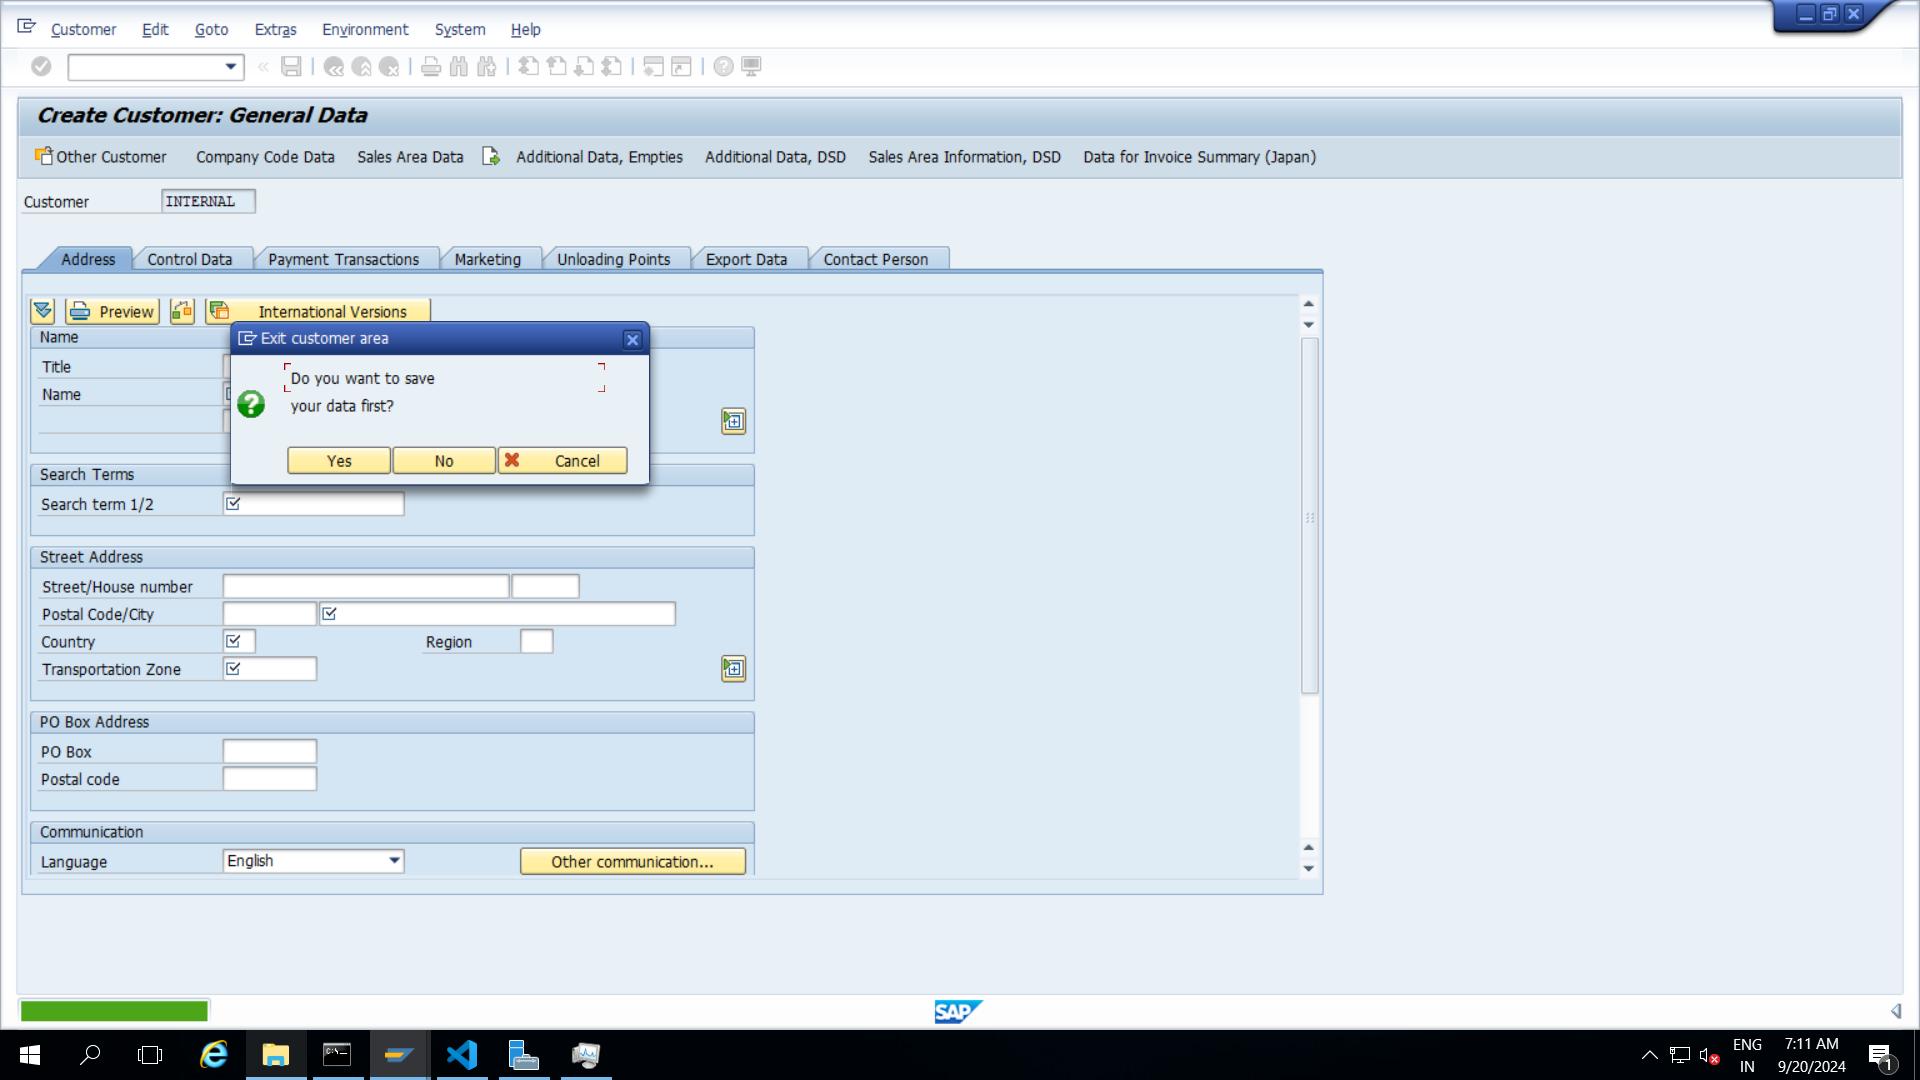 Customer Edit Goto Extras Environment System Help
Create Customer: General Data
Other Customer Company Code Data Sales Area Data Additional Data, Empties Additional Data, DSD Sales Area Information, DSD Data for Invoice Summary (Japan)
Customer INTERNAL
Address Control Data Payment Transactions Marketing Unloading Points Export Data Contact Person
Preview International Versions
Name
Title
Name
Exit customer area
Do you want to save
your data first?
Yes No Cancel
Search Terms
Search term 1/2
Street Address
Street/House number
Postal Code/City
Country Region
Transportation Zone
PO Box Address
PO Box
Postal code
Communication
Language English Other communication...
SAP
ENG
IN
7:11 AM
9/20/2024
1